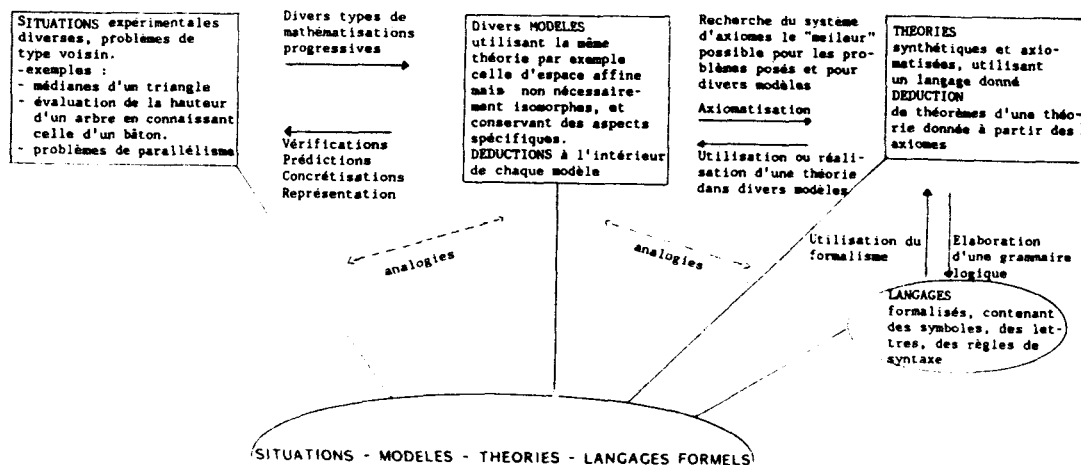 SITUATIONS expérimentales
diverses, problèmes de
type voisin.
-exemples :
- médianes d'un triangle
- évaluation de la hauteur
d'un arbre en connaissant
celle d'un bâton.
- problèmes de parallélisme
Divers types de
mathématisations
progressives
Vérifications
Prédictions
Concrétisations
Représentation
Divers MODELES
utilisant la même
théorie par exemple
celle d'espace affine
mais non nécessaire-
ment isomorphes, et
conservant des aspects
spécifiques.
DEDUCTIONS à l'intérieur
de chaque modèle
Recherche du système
d'axiomes le "meileur"
possible pour les pro-
blèmes posés et pour
divers modèles
Axiomatisation
Utilisation ou réali-
sation d'une théorie
dans divers modèles
THEORIES
synthétiques et axio-
matisées, utilisant
un langage donné
DEDUCTION
de théorèmes d'une théo-
rie donnée à partir des
axiomes
analogies
analogies
Utilisation du
formalisme
Elaboration
d'une grammaire
logique
LANGAGES
formalisés, contenant
des symboles, des let-
tres, des règles de
syntaxe
SITUATIONS - MODELES - THEORIES - LANGAGES FORMELS